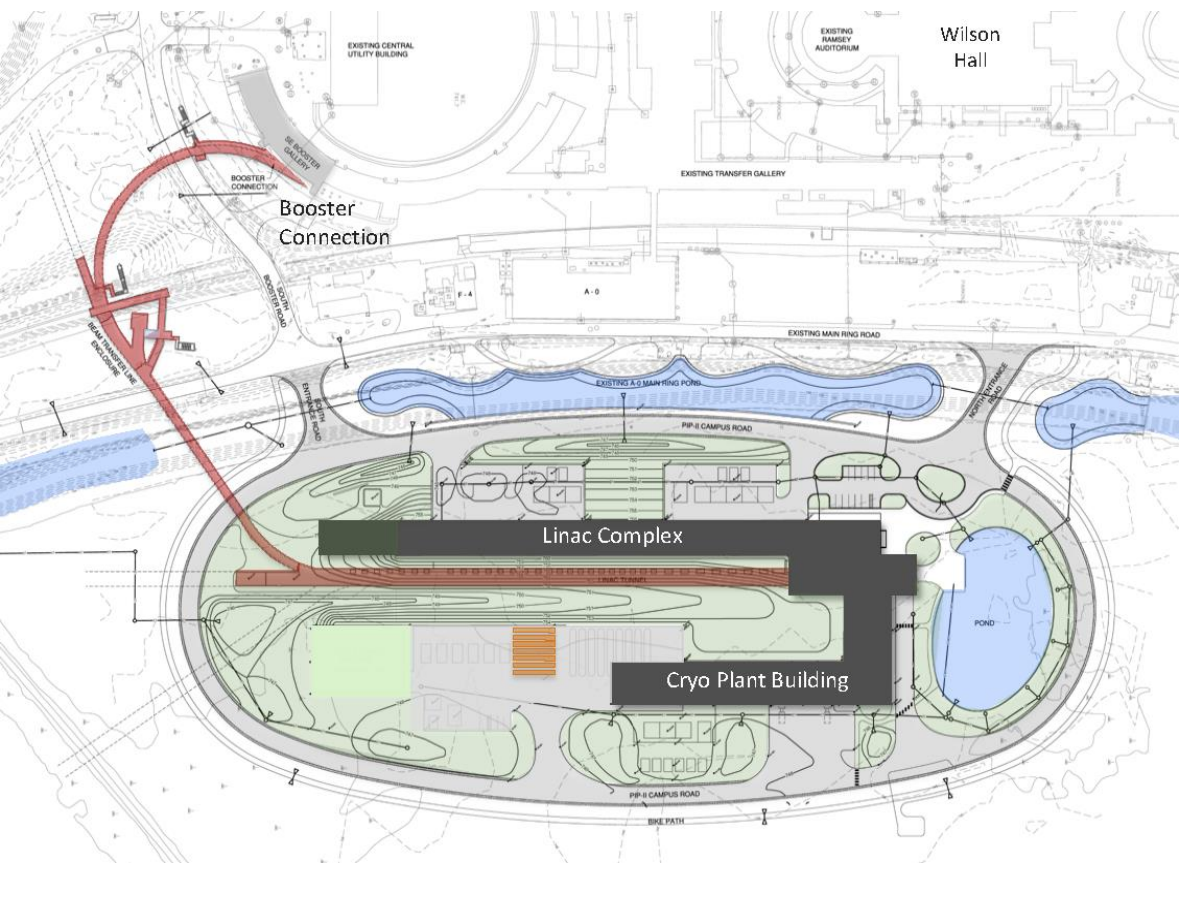 EXISTING CENTRAL
UTILITY BUILDING
EXISTING
RAMSEY
AUDITORIUM
Wilson
Hall
SE BOOSTER
GALLERY
BOOSTER
CONNECTION
EXISTING TRANSFER GALLERY
Booster
Connection
SOUTH
BOOSTER ROAD
F-4
A-0
EXISTING MAIN RING ROAD
BEAM TRANSFER LINE
ENCLOSURE
EXISTING A-0 MAIN RING POND
SOUTH
ENTRANCE ROAD
NORTH ENTRANCE
ROAD
PIP-II CAMPUS ROAD
Linac Complex
LINAC TUNNEL
POND
Cryo Plant Building
PIP-II CAMPUS ROAD
BIKE PATH